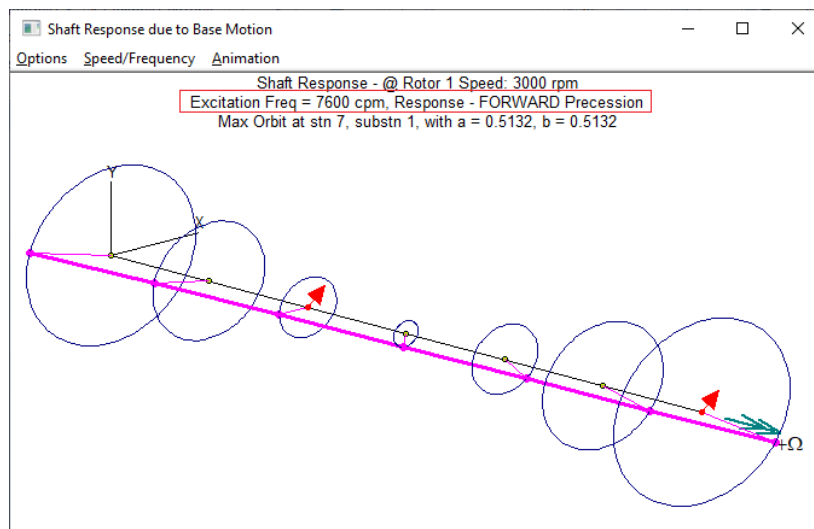 Shaft Response due to Base Motion
Options Speed/Frequency Animation
Shaft Response - @ Rotor 1 Speed: 3000 rpm
Excitation Freq = 7600 cpm, Response - FORWARD Precession
Max Orbit at stn 7, substn 1, with a = 0.5132, b = 0.5132
Y
X
+Ω